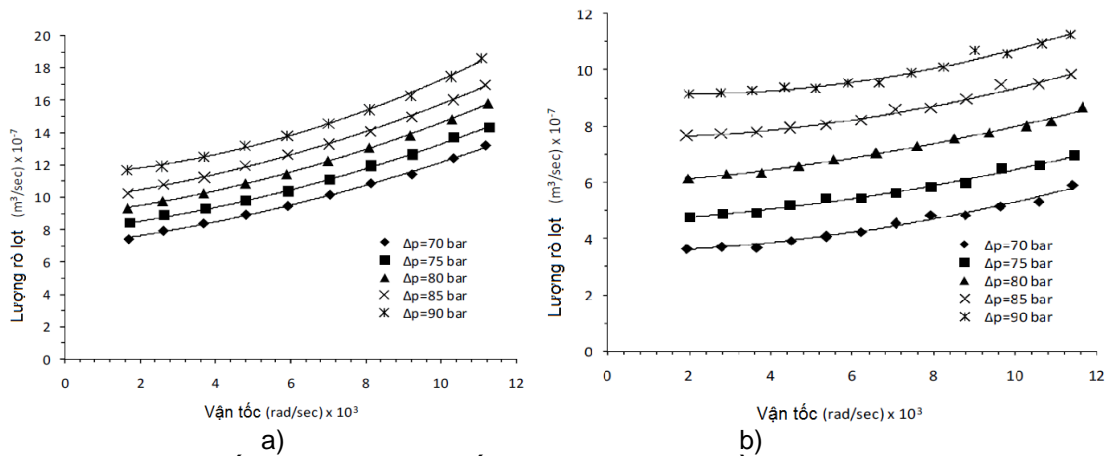 20
18
16
14
12
10
8
6
4
2
0
Lượng rò lọt (m³/sec) x 10⁻⁷
Δp=70 bar
Δp=75 bar
Δp=80 bar
Δp=85 bar
Δp=90 bar
0 2 4 6 8 10 12
Vận tốc (rad/sec) x 10³
a)
12
10
8
6
4
2
0
Lượng rò lọt (m³/sec) x 10⁻⁷
Δp=70 bar
Δp=75 bar
Δp=80 bar
Δp=85 bar
Δp=90 bar
0 2 4 6 8 10 12
Vận tốc (rad/sec) x 10³
b)